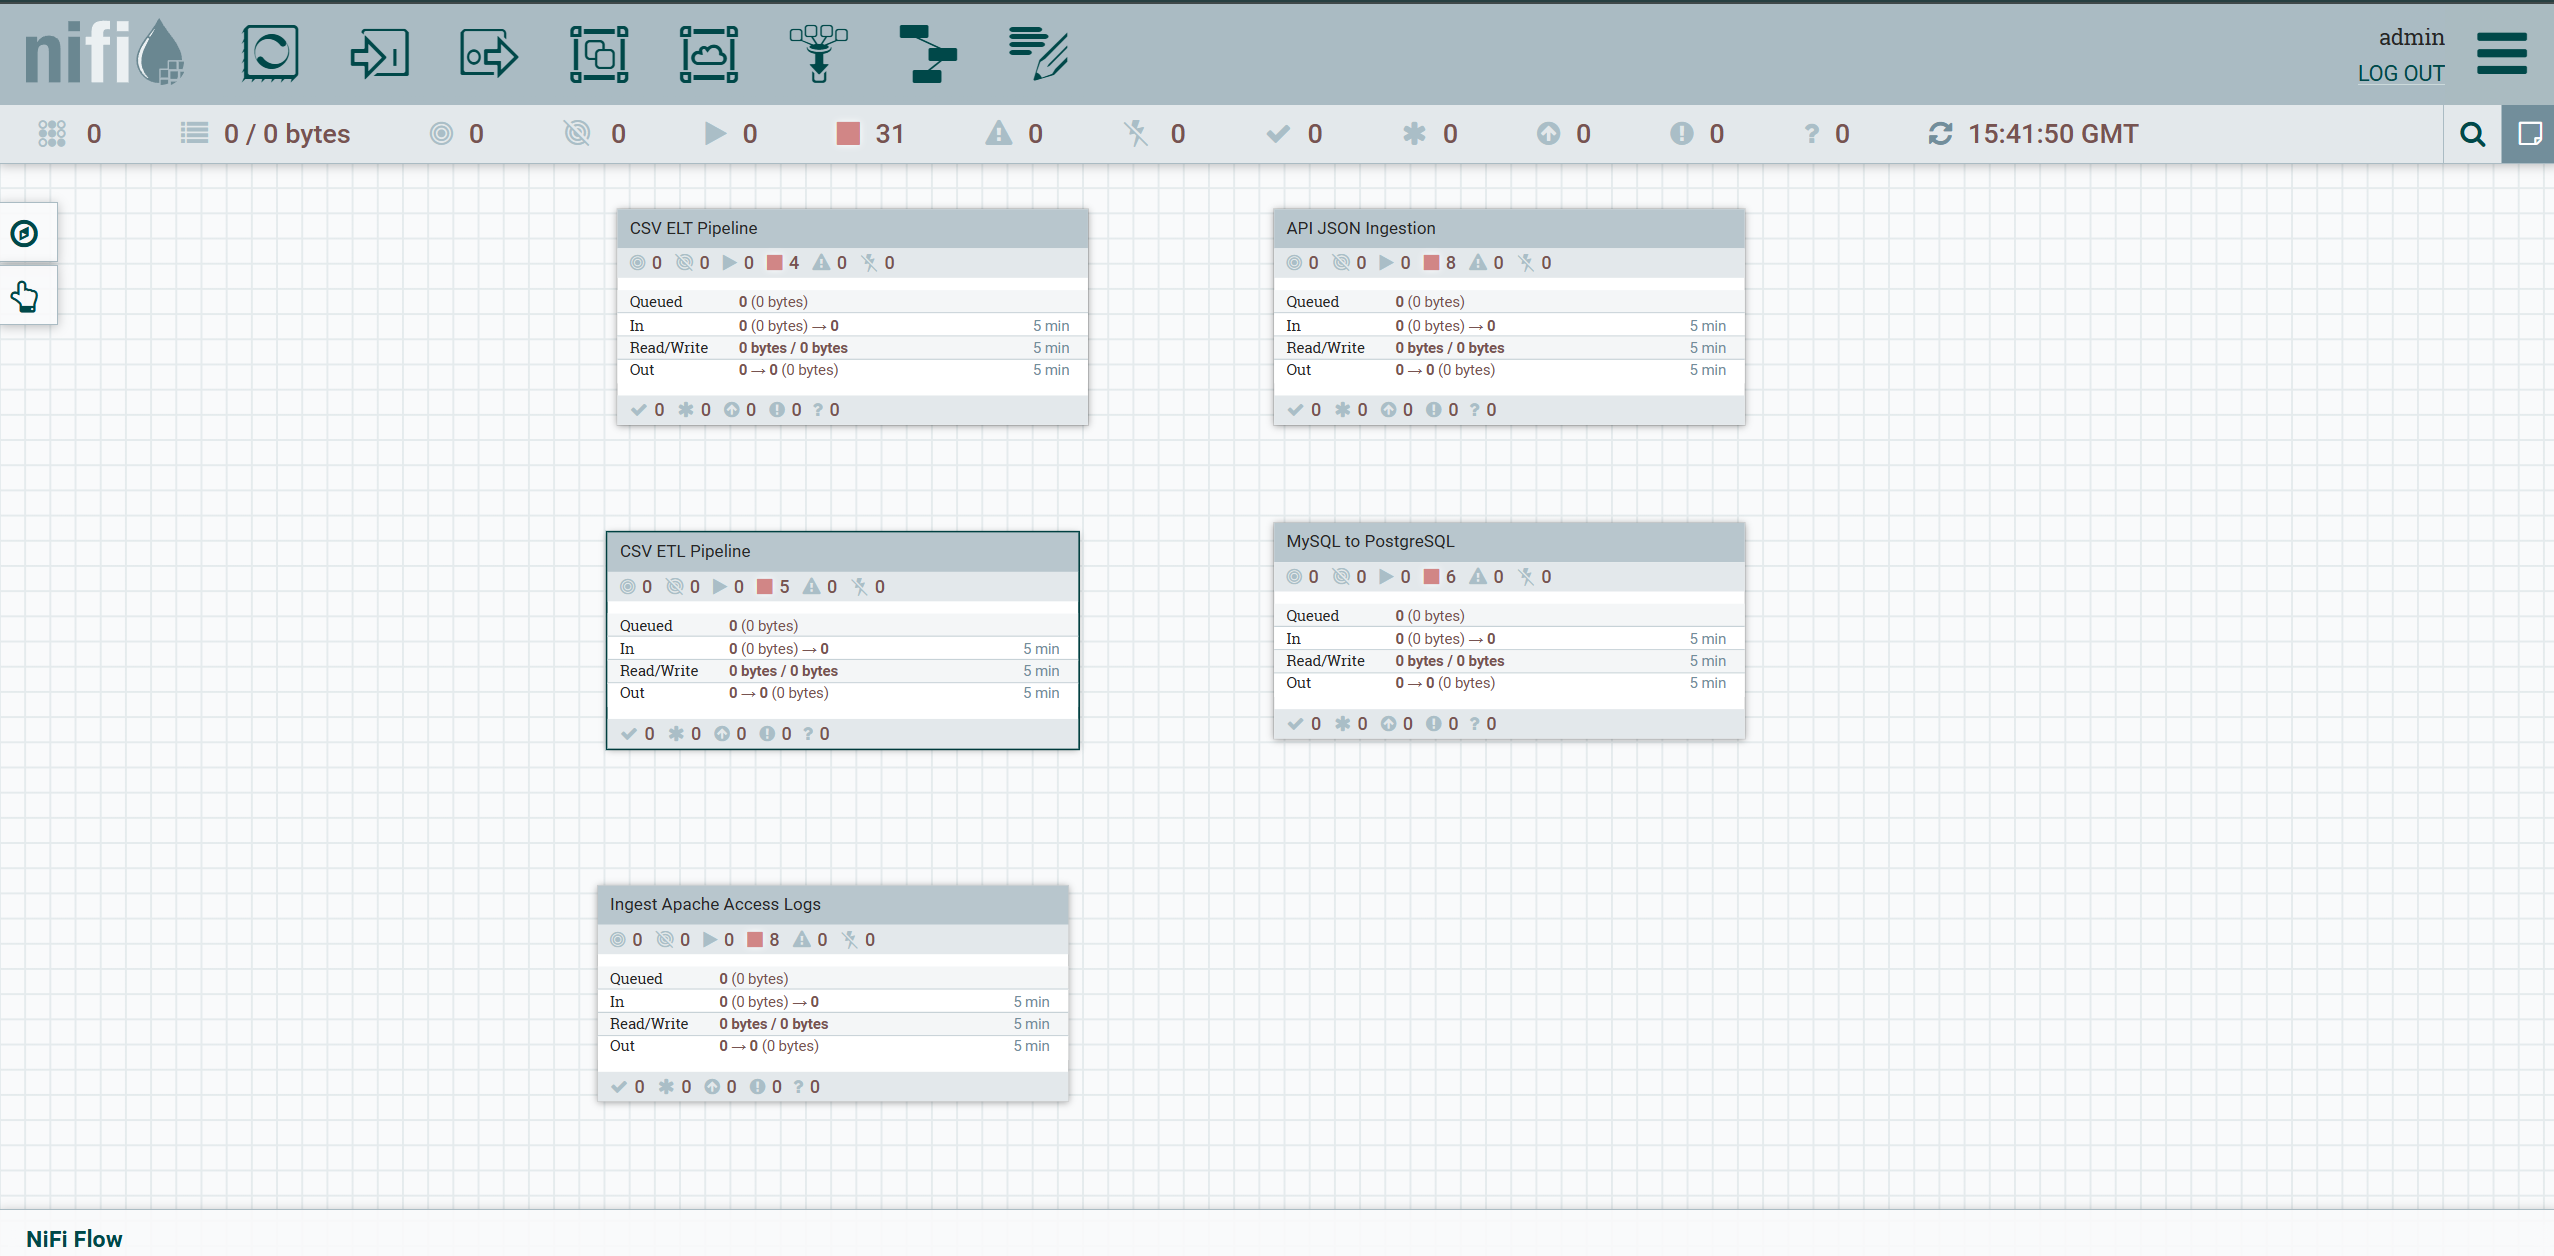 nifi
admin
LOG OUT
0 0 / 0 bytes 0 0 0 31 0 0 0 0 0 0 ? 0 15:41:50 GMT
CSV ELT Pipeline
0 0 0 4 0 0
Queued 0 (0 bytes)
In 0 (0 bytes) → 0 5 min
Read/Write 0 bytes / 0 bytes 5 min
Out 0 → 0 (0 bytes) 5 min
0 0 0 0 ? 0
API JSON Ingestion
0 0 0 8 0 0
Queued 0 (0 bytes)
In 0 (0 bytes) → 0 5 min
Read/Write 0 bytes / 0 bytes 5 min
Out 0 → 0 (0 bytes) 5 min
0 0 0 0 ? 0
CSV ETL Pipeline
0 0 0 5 0 0
Queued 0 (0 bytes)
In 0 (0 bytes) → 0 5 min
Read/Write 0 bytes / 0 bytes 5 min
Out 0 → 0 (0 bytes) 5 min
0 0 0 0 ? 0
MySQL to PostgreSQL
0 0 0 6 0 0
Queued 0 (0 bytes)
In 0 (0 bytes) → 0 5 min
Read/Write 0 bytes / 0 bytes 5 min
Out 0 → 0 (0 bytes) 5 min
0 0 0 0 ? 0
Ingest Apache Access Logs
0 0 0 8 0 0
Queued 0 (0 bytes)
In 0 (0 bytes) → 0 5 min
Read/Write 0 bytes / 0 bytes 5 min
Out 0 → 0 (0 bytes) 5 min
0 0 0 0 ? 0
NiFi Flow